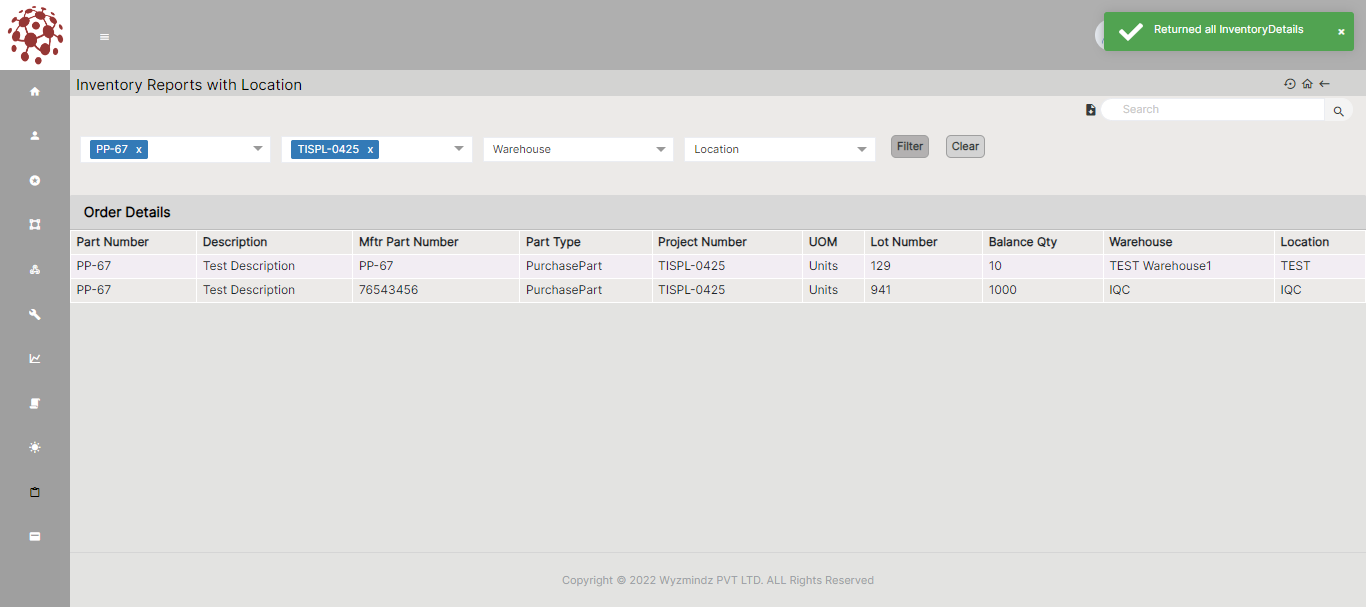 Returned all InventoryDetails ×
Inventory Reports with Location
Search
PP-67 x TISPL-0425 x Warehouse Location Filter Clear
Order Details
Part Number Description Mftr Part Number Part Type Project Number UOM Lot Number Balance Qty Warehouse Location
PP-67 Test Description PP-67 PurchasePart TISPL-0425 Units 129 10 TEST Warehouse1 TEST
PP-67 Test Description 76543456 PurchasePart TISPL-0425 Units 941 1000 IQC IQC
Copyright © 2022 Wyzmindz PVT LTD. ALL Rights Reserved